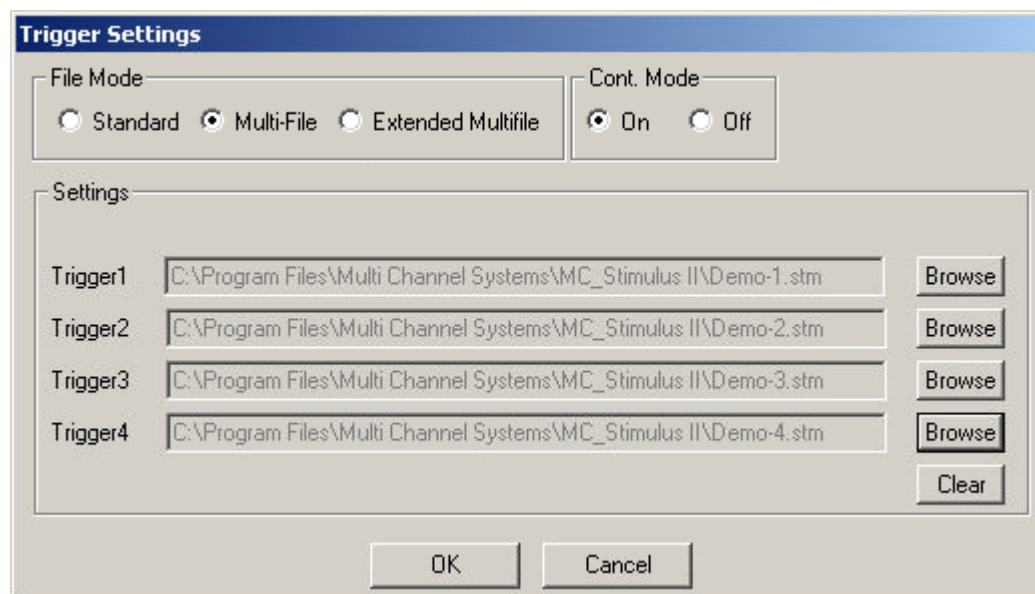 Trigger Settings
File Mode
Cont. Mode
Standard Multi-File Extended Multifile
On Off
Settings
Trigger1 C:\Program Files\Multi Channel Systems\MC_Stimulus II\Demo-1.stm Browse
Trigger2 C:\Program Files\Multi Channel Systems\MC_Stimulus II\Demo-2.stm Browse
Trigger3 C:\Program Files\Multi Channel Systems\MC_Stimulus II\Demo-3.stm Browse
Trigger4 C:\Program Files\Multi Channel Systems\MC_Stimulus II\Demo-4.stm Browse
Clear
OK Cancel